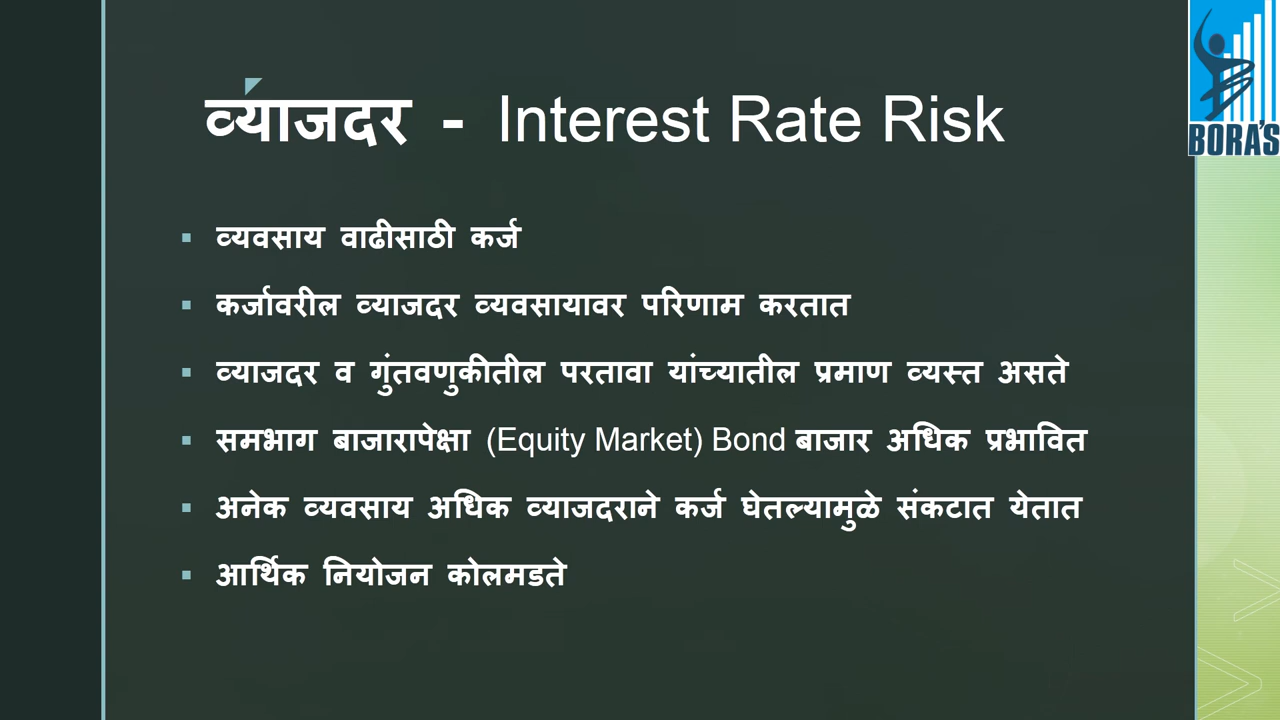 व्याजदर - Interest Rate Risk
BORA'S
व्यवसाय वाढीसाठी कर्ज
कर्जावरील व्याजदर व्यवसायावर परिणाम करतात
व्याजदर व गुंतवणुकीतील परतावा यांच्यातील प्रमाण व्यस्त असते
समभाग बाजारापेक्षा (Equity Market) Bond बाजार अधिक प्रभावित
अनेक व्यवसाय अधिक व्याजदराने कर्ज घेतल्यामुळे संकटात येतात
आर्थिक नियोजन कोलमडते